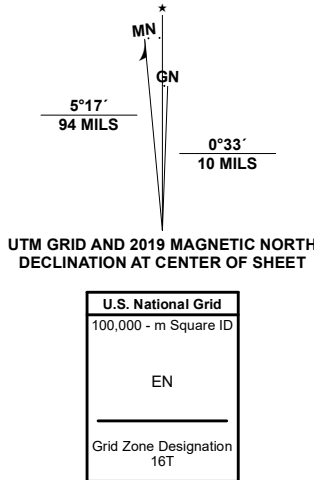 ★
MN
GN
5°17´
94 MILS
0°33´
10 MILS
UTM GRID AND 2019 MAGNETIC NORTH
DECLINATION AT CENTER OF SHEET
U.S. National Grid
100,000 - m Square ID
EN
Grid Zone Designation
16T